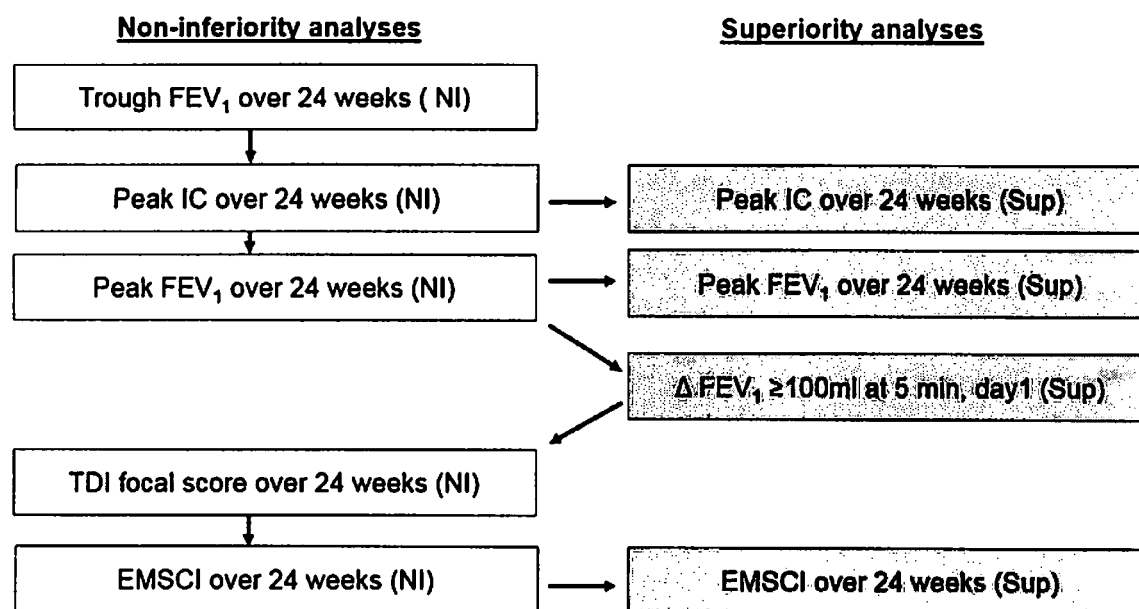 Non-inferiority analyses
Superiority analyses
Trough FEV₁ over 24 weeks ( NI)
Peak IC over 24 weeks (NI)
Peak IC over 24 weeks (Sup)
Peak FEV₁ over 24 weeks (NI)
Peak FEV₁ over 24 weeks (Sup)
Δ FEV₁ ≥100ml at 5 min, day1 (Sup)
TDI focal score over 24 weeks (NI)
EMSCI over 24 weeks (NI)
EMSCI over 24 weeks (Sup)